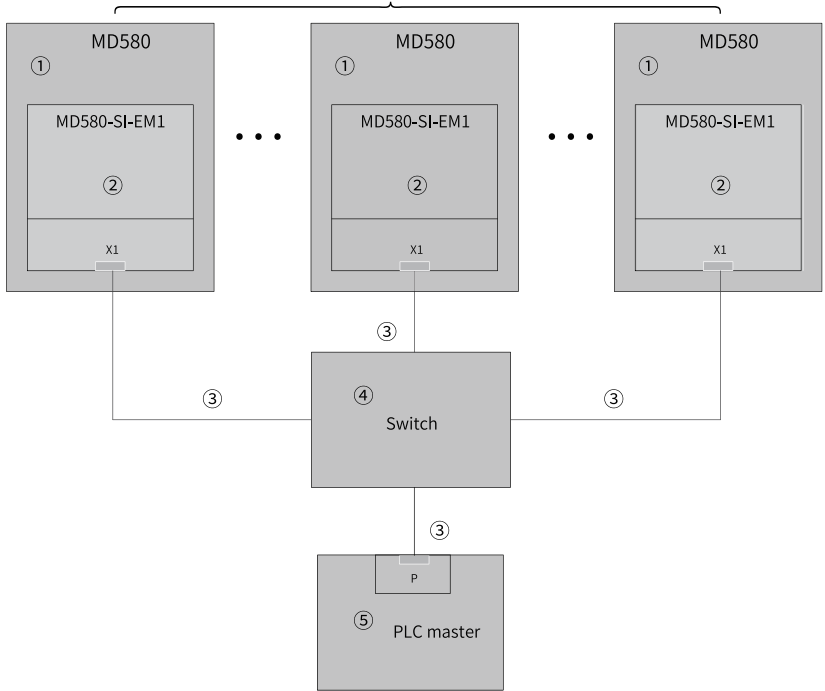 MD580 MD580 MD580
① ① ①
MD580-SI-EM1 MD580-SI-EM1 MD580-SI-EM1
② ② ②
X1 X1 X1
③
③ ④ ③
Switch
③
P
⑤ PLC master